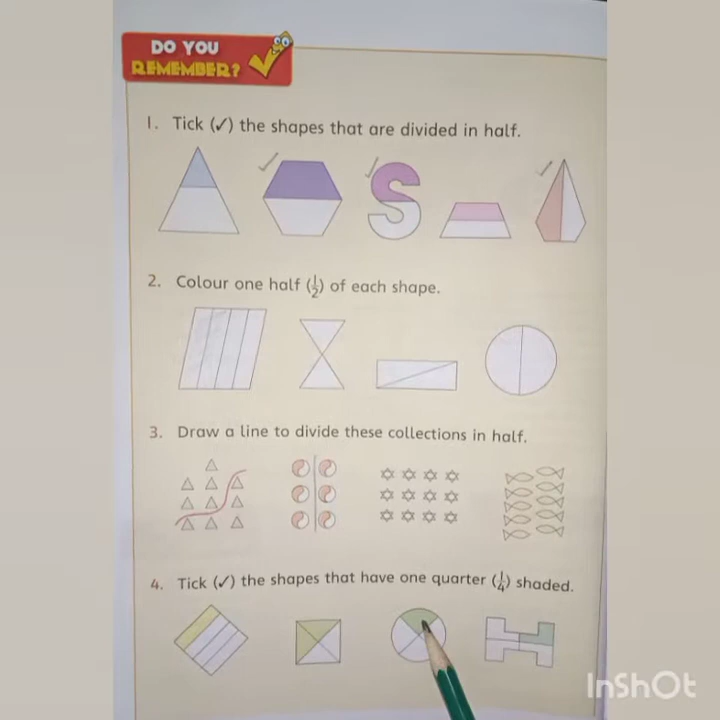 DO YOU
REMEMBER?
1. Tick (✓) the shapes that are divided in half.
2. Colour one half (1/2) of each shape.
3. Draw a line to divide these collections in half.
4. Tick (✓) the shapes that have one quarter (1/4) shaded.
InShOt